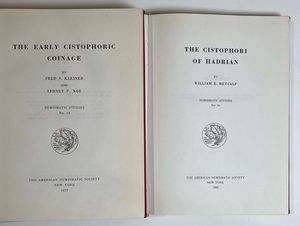 THE EARLY CISTOPHORIC
COINAGE
BY
FRED S. KLEINER
AND
SYDNEY P. NOE
NUMISMATIC STUDIES
No. 14
THE AMERICAN NUMISMATIC SOCIETY
NEW YORK
1977
THE CISTOPHORI
OF HADRIAN
BY
WILLIAM E. METCALF
NUMISMATIC STUDIES
No. 15
THE AMERICAN NUMISMATIC SOCIETY
NEW YORK
1980